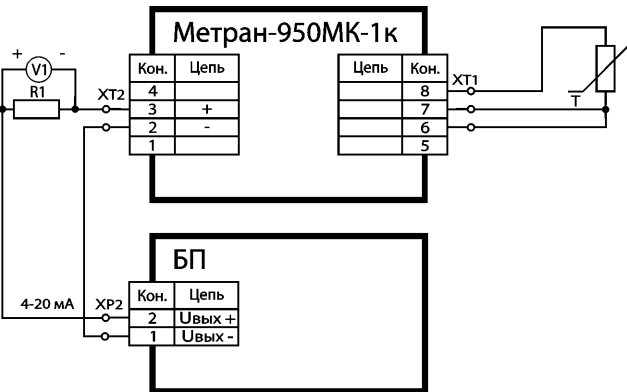 Метран-950МК-1к
+ -
V1
R1
XT2
Кон. Цепь
4
3 +
2 -
1
Цепь Кон.
8
7
6
5
XT1
T
БП
4-20 мА
XP2
Кон. Цепь
2 Uвых +
1 Uвых -